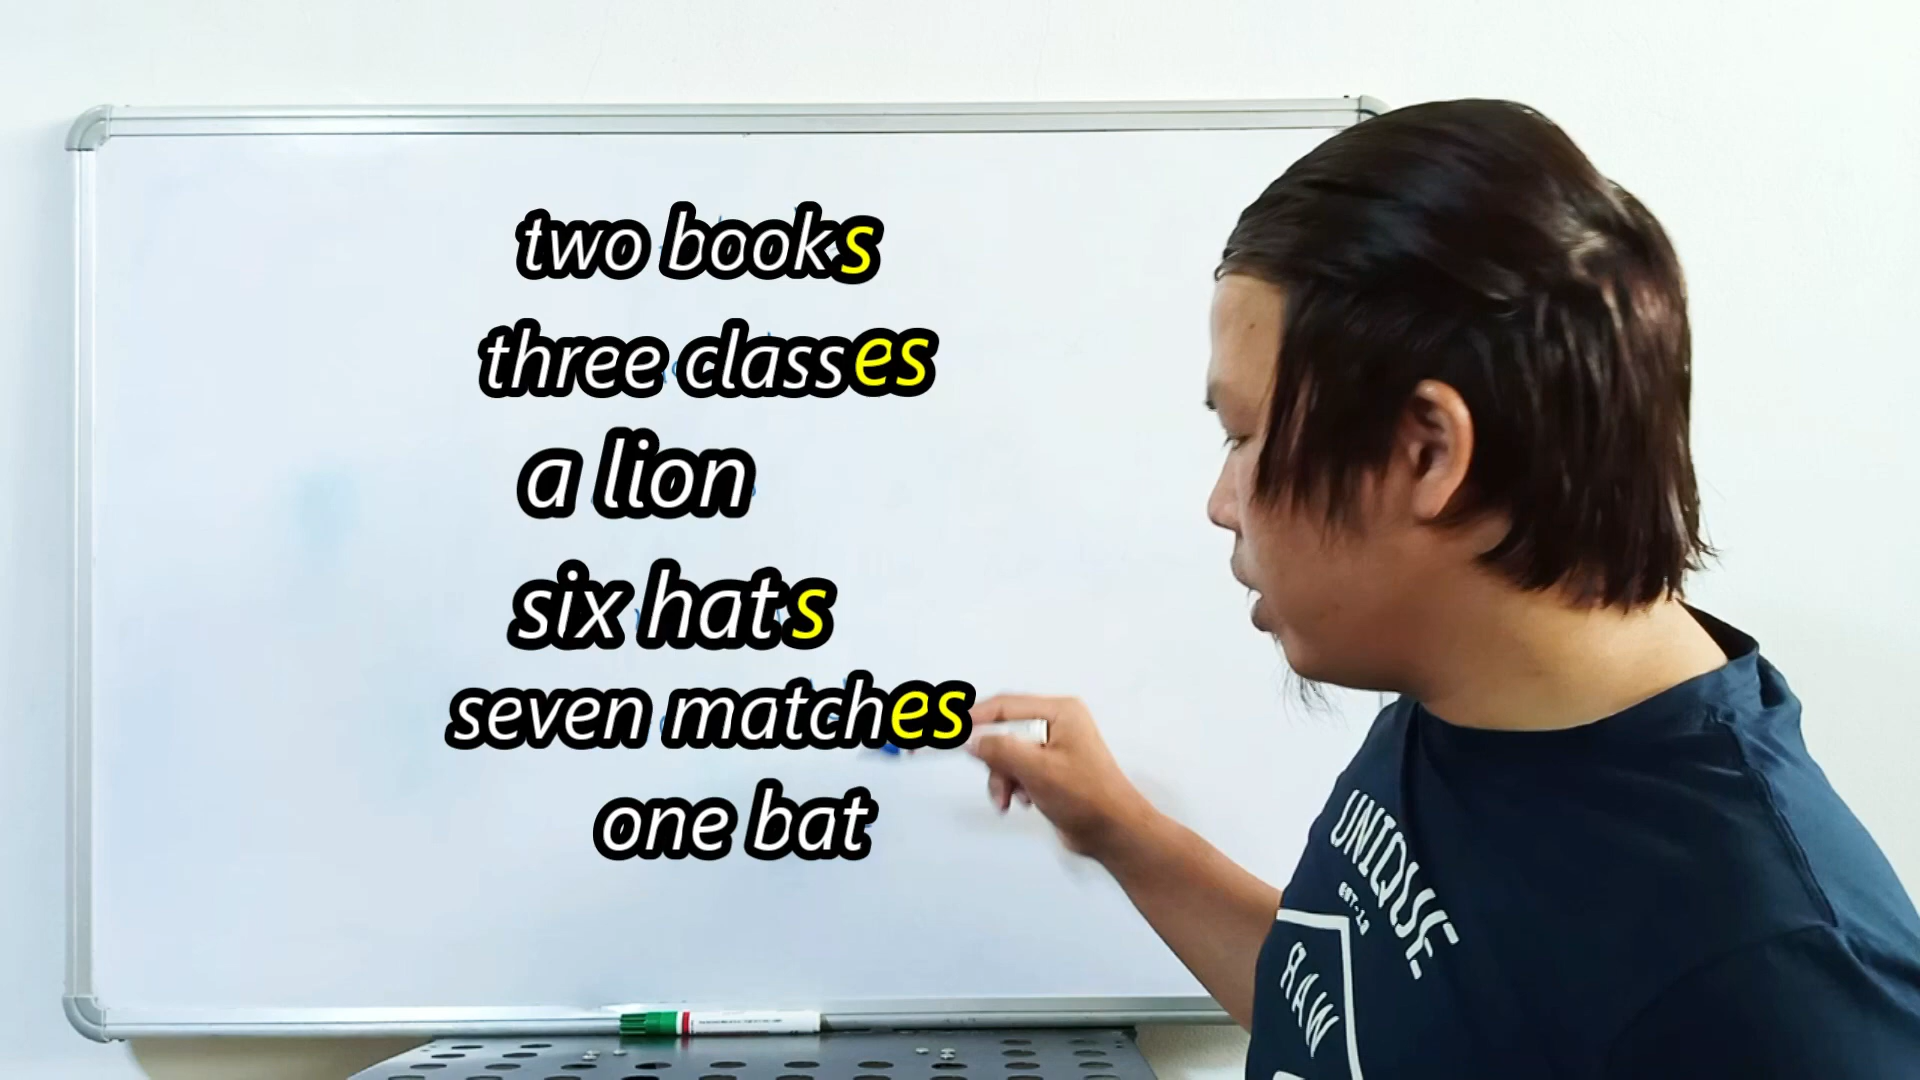 two books
three classes
a lion
six hats
seven matches
one bat
UNIQUE
RAW